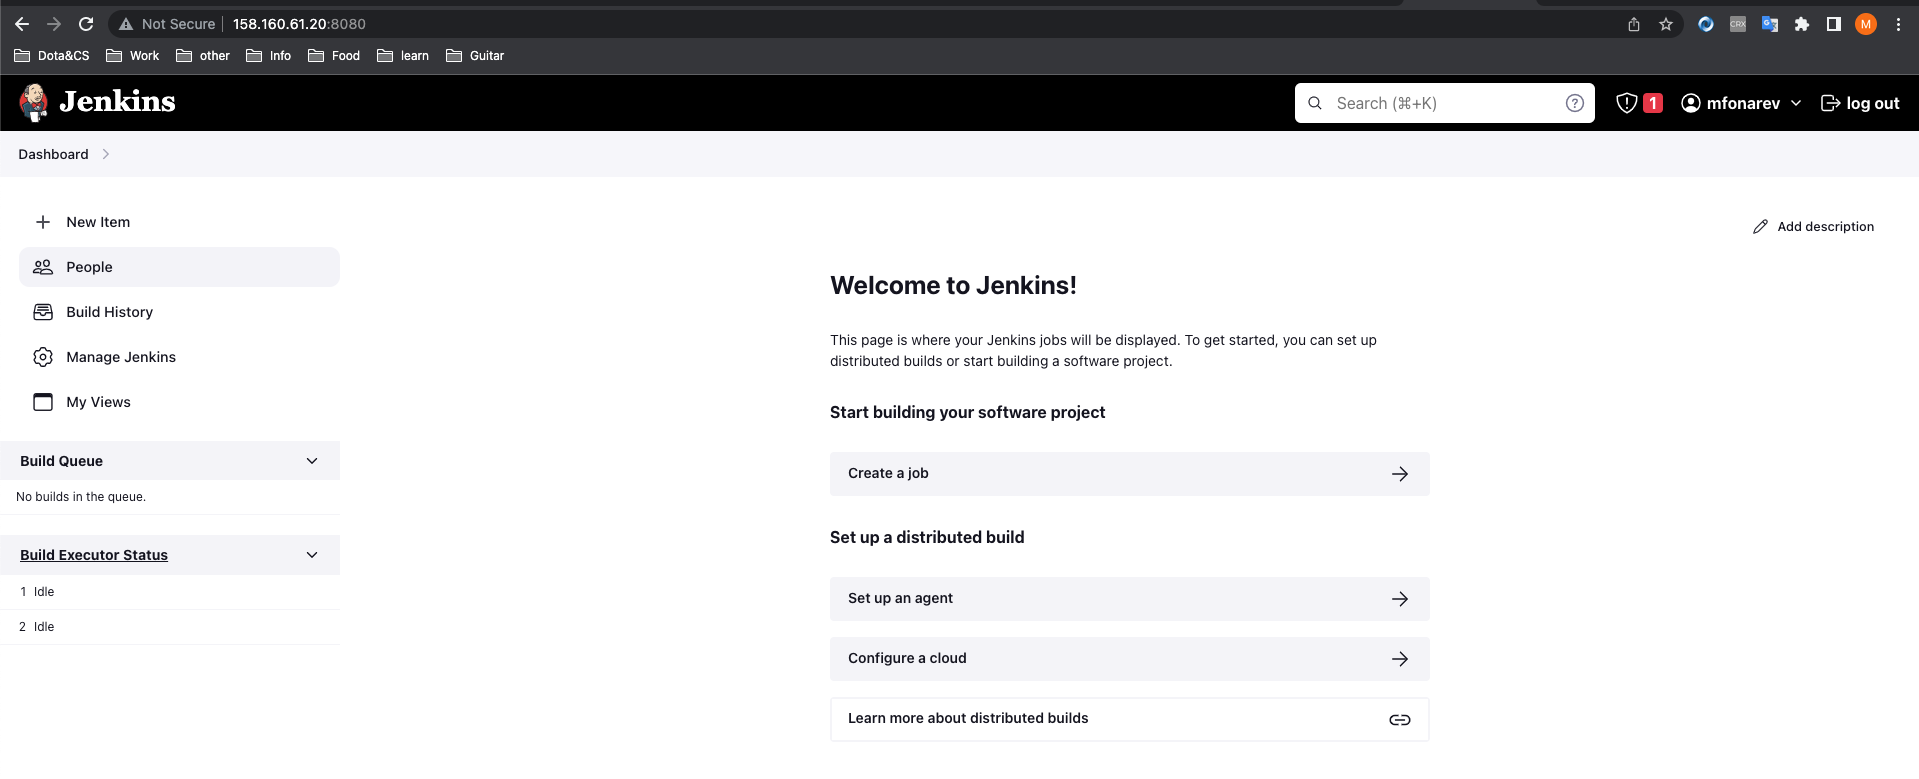 Not Secure 158.160.61.20:8080
CRX
G
M
Dota&CS Work other Info Food learn Guitar
Jenkins
Search (⌘+K) ? ! 1 mfonarev log out
Dashboard
New Item
Add description
People
Build History
Manage Jenkins
My Views
Build Queue
No builds in the queue.
Build Executor Status
1 Idle
2 Idle
Welcome to Jenkins!
This page is where your Jenkins jobs will be displayed. To get started, you can set up
distributed builds or start building a software project.
Start building your software project
Create a job
Set up a distributed build
Set up an agent
Configure a cloud
Learn more about distributed builds